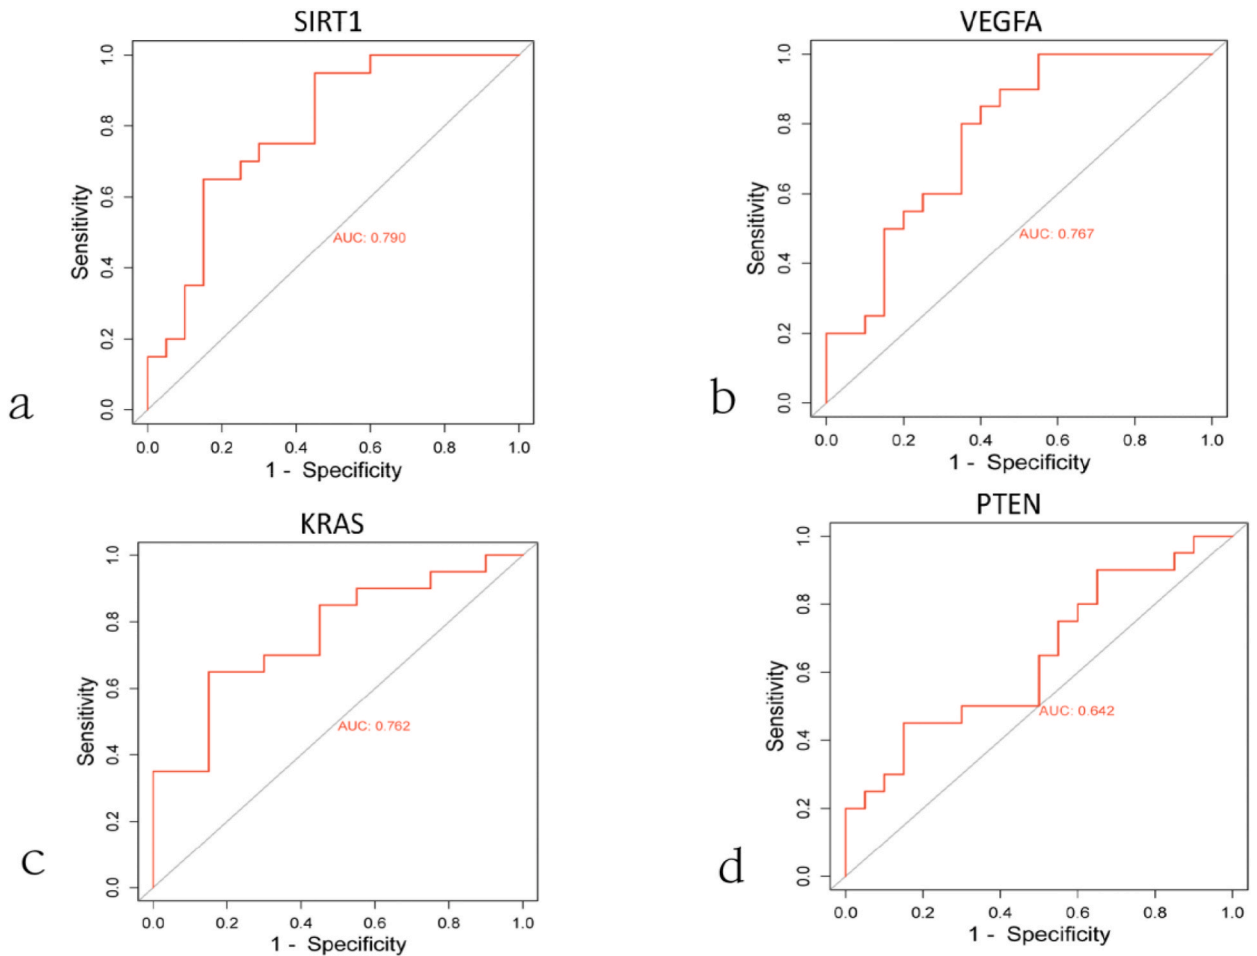 SIRT1
1.0
0.8
0.6
0.4
0.2
0.0
Sensitivity
AUC: 0.790
0.0 0.2 0.4 0.6 0.8 1.0
1 - Specificity
a
VEGFA
1.0
0.8
0.6
0.4
0.2
0.0
Sensitivity
AUC: 0.767
0.0 0.2 0.4 0.6 0.8 1.0
1 - Specificity
b
KRAS
1.0
0.8
0.6
0.4
0.2
0.0
Sensitivity
AUC: 0.762
0.0 0.2 0.4 0.6 0.8 1.0
1 - Specificity
c
PTEN
1.0
0.8
0.6
0.4
0.2
0.0
Sensitivity
AUC: 0.642
0.0 0.2 0.4 0.6 0.8 1.0
1 - Specificity
d